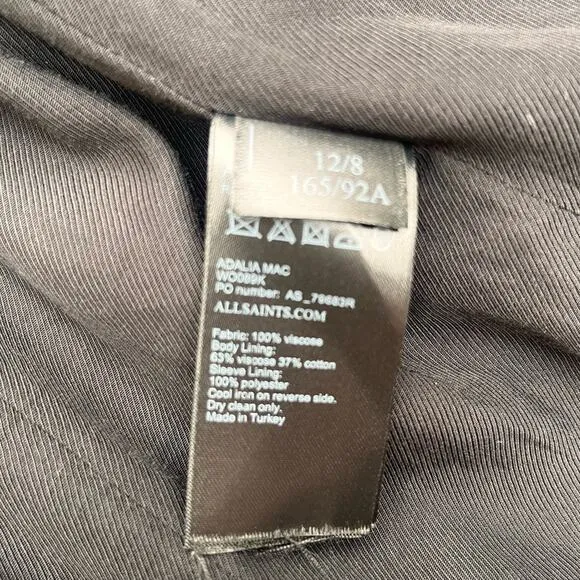 12/8
165/92A
ADALIA MAC
WO089K
PO number: AS_79683R
ALLSAINTS.COM
Fabric: 100% viscose
Body Lining:
63% viscose 37% cotton
Sleeve Lining:
100% polyester
Cool iron on reverse side.
Dry clean only.
Made in Turkey